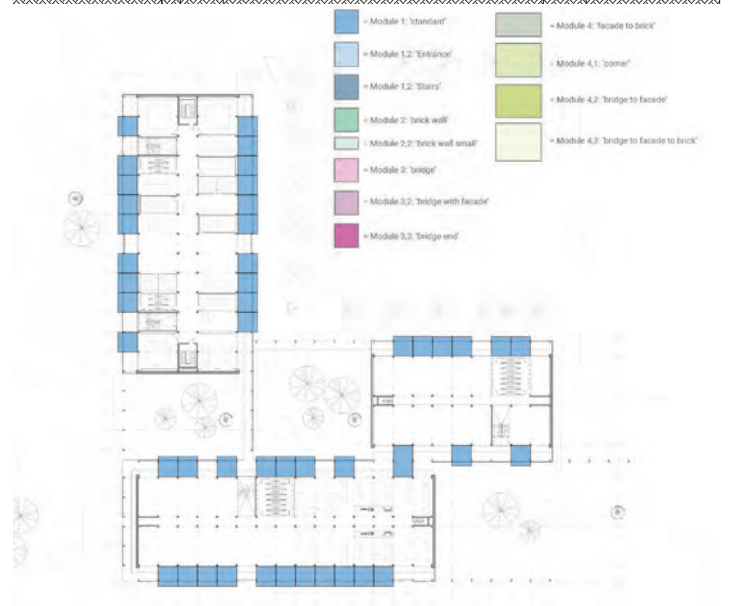 = Module 1: 'standard'
= Module 1,2: 'Entrance'
= Module 1,2: 'Stairs'
= Module 2: 'brick wall'
= Module 2,2: 'brick wall small'
= Module 3: 'bridge'
= Module 3,2: 'bridge with facade'
= Module 3,3: 'bridge end'
= Module 4: 'facade to brick'
= Module 4,1: 'corner'
= Module 4,2: 'bridge to facade'
= Module 4,3: 'bridge to facade to brick'